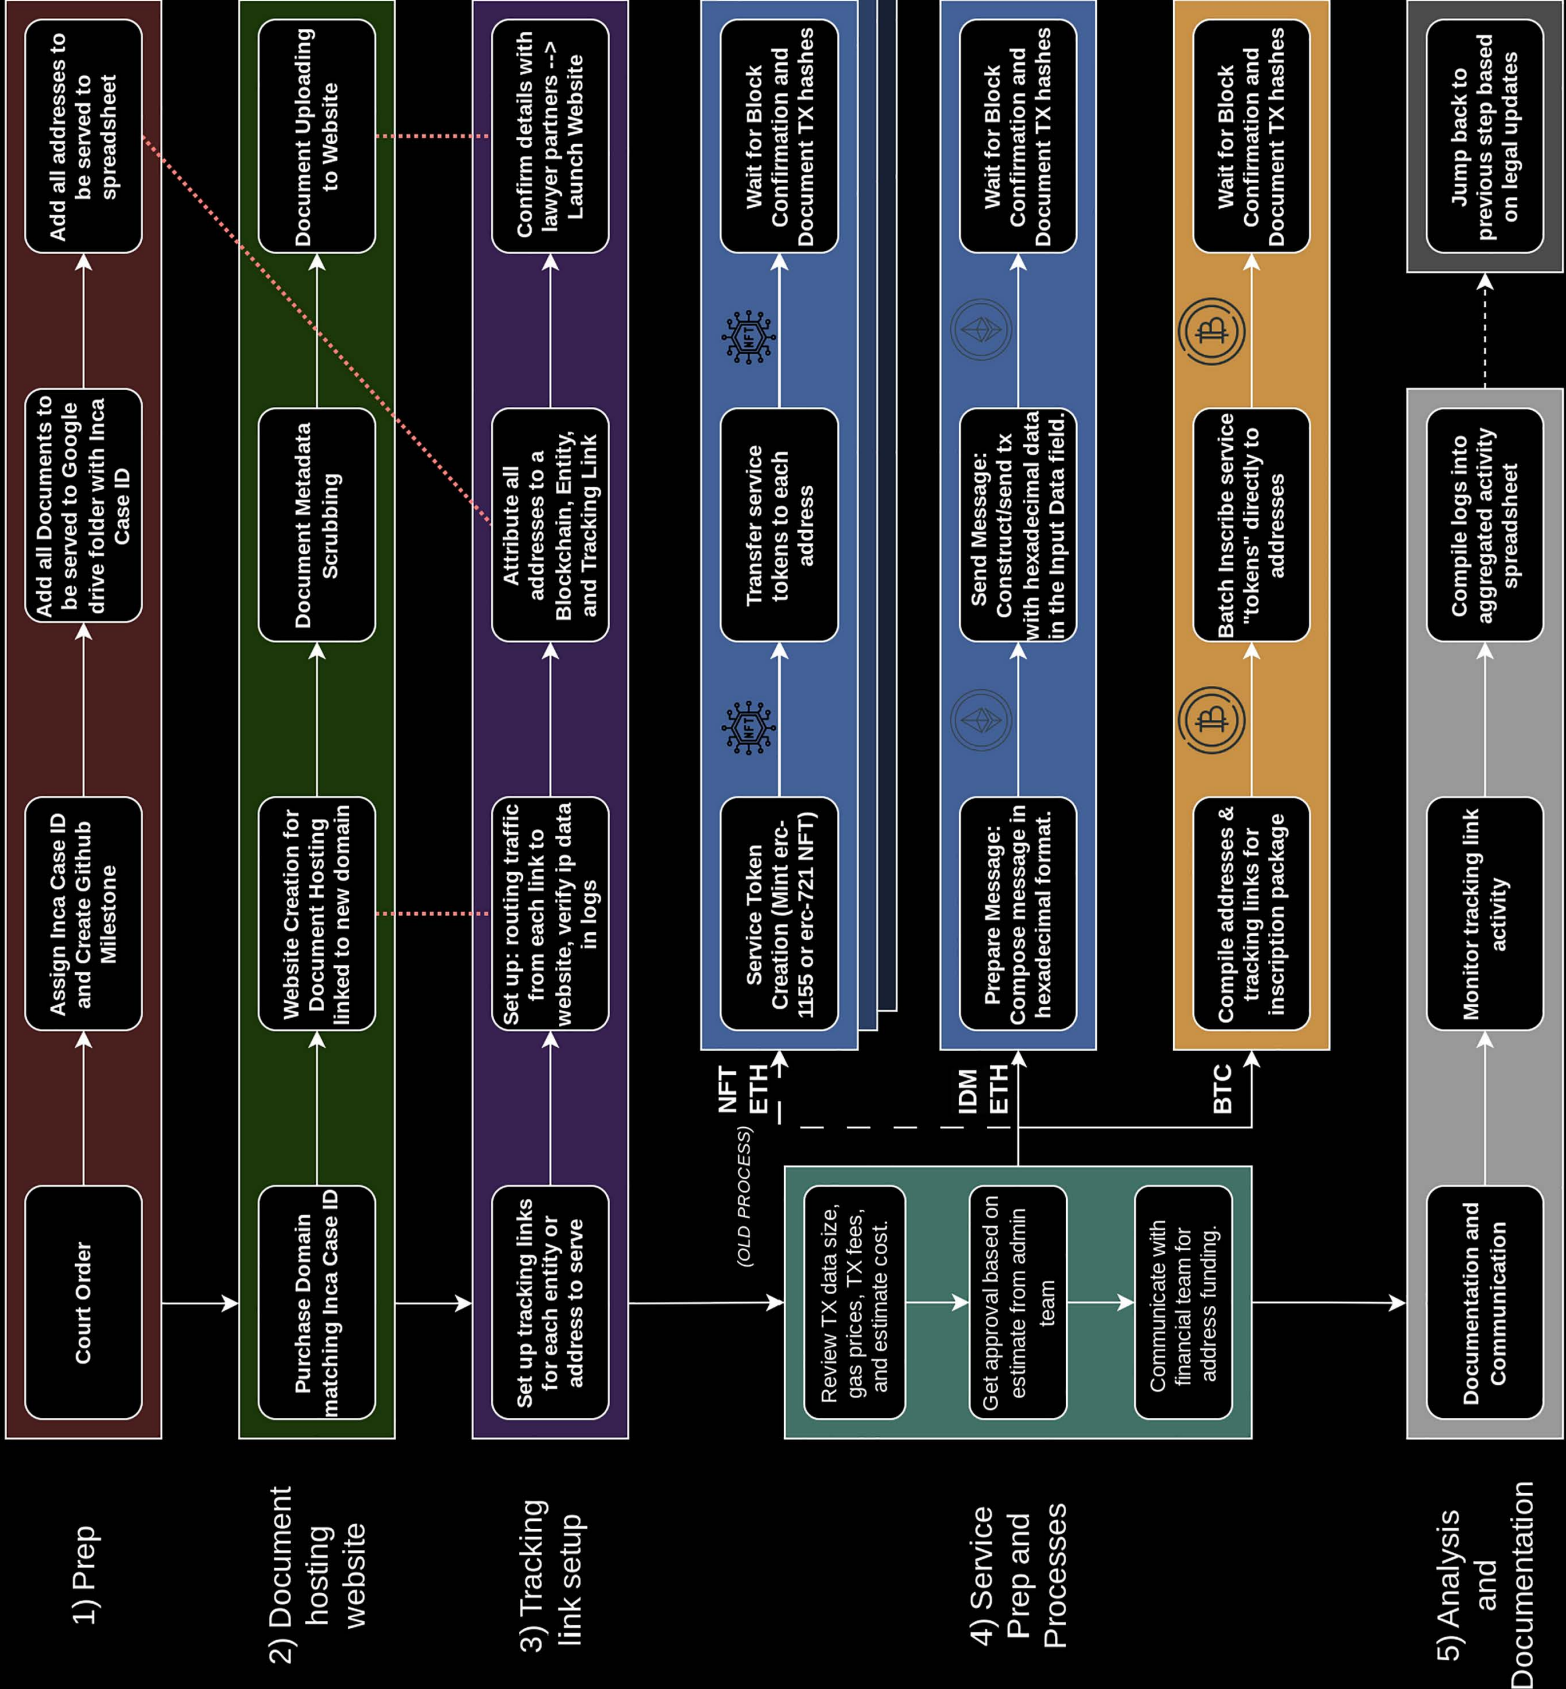 1) Prep
Court Order
Assign Inca Case ID
and Create Github
Milestone
Add all Documents to
be served to Google
drive folder with Inca
Case ID
Add all addresses to
be served to
spreadsheet
2) Document
hosting
website
Purchase Domain
matching Inca Case ID
Website Creation for
Document Hosting
linked to new domain
Document Metadata
Scrubbing
Document Uploading
to Website
3) Tracking
link setup
Set up tracking links
for each entity or
address to serve
Set up: routing traffic
from each link to
website, verify ip data
in logs
Attribute all
addresses to a
Blockchain, Entity,
and Tracking Link
Confirm details with
lawyer partners -->
Launch Website
4) Service
Prep and
Processes
Review TX data size,
gas prices, TX fees,
and estimate cost.
Get approval based on
estimate from admin
team
Communicate with
financial team for
address funding.
(OLD PROCESS)
NFT
ETH
Service Token
Creation (Mint erc-
1155 or erc-721 NFT)
NFT
Transfer service
tokens to each
address
NFT
Wait for Block
Confirmation and
Document TX hashes
IDM
ETH
Prepare Message:
Compose message in
hexadecimal format.
Send Message:
Construct/send tx
with hexadecimal data
in the Input Data field.
Wait for Block
Confirmation and
Document TX hashes
BTC
Compile addresses &
tracking links for
inscription package
Batch Inscribe service
"tokens" directly to
addresses
Wait for Block
Confirmation and
Document TX hashes
5) Analysis
and
Documentation
Documentation and
Communication
Monitor tracking link
activity
Compile logs into
aggregated activity
spreadsheet
Jump back to
previous step based
on legal updates